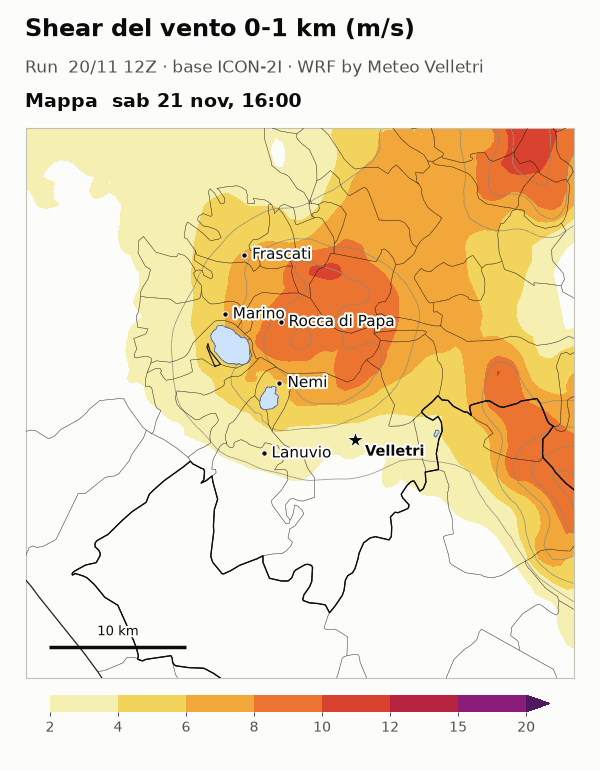 Shear del vento 0-1 km (m/s)
Run 20/11 12Z · base ICON-2I · WRF by Meteo Velletri
Mappa sab 21 nov, 16:00
Frascati
Marino
Rocca di Papa
Nemi
Lanuvio
Velletri
10 km
2 4 6 8 10 12 15 20